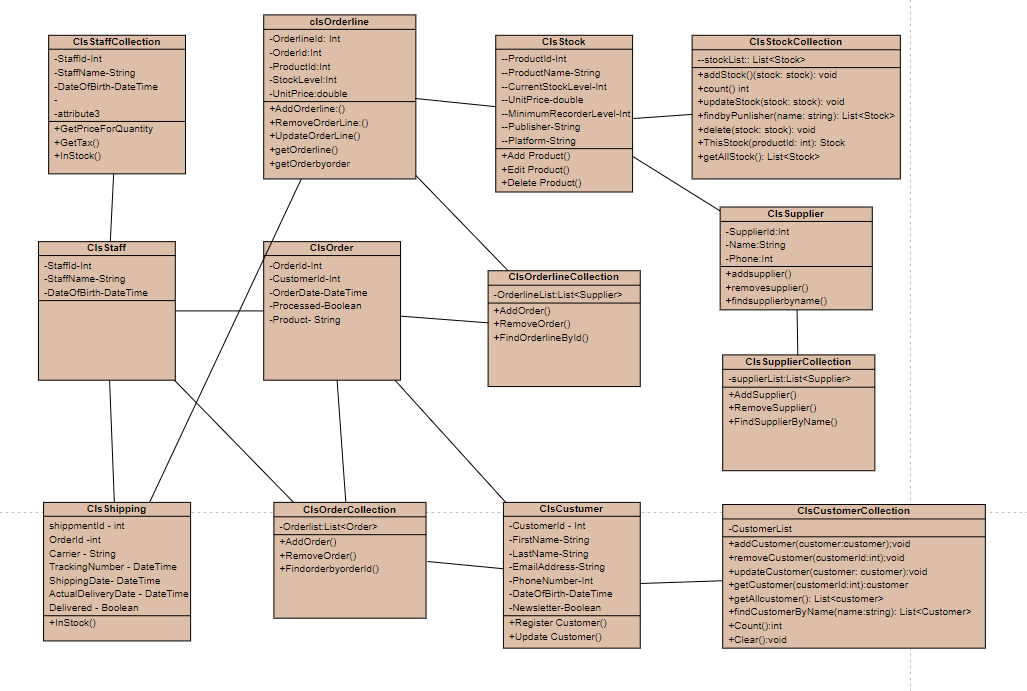 ClsStaffCollection
-StaffId-Int
-StaffName-String
-DateOfBirth-DateTime
-
-attribute3
+GetPriceForQuantity
+GetTax()
+InStock()
clsOrderline
-OrderlineId: Int
-OrderId:Int
-ProductId:Int
-StockLevel:Int
-UnitPrice:double
+AddOrderline:()
+RemoveOrderLine:()
+UpdateOrderLine()
+getOrderline()
+getOrderbyorder
ClsStock
--ProductId-Int
--ProductName-String
--CurrentStockLevel-Int
--UnitPrice-double
--MinimumRecorderLevel-Int
--Publisher-String
--Platform-String
+Add Product()
+Edit Product()
+Delete Product()
ClsStockCollection
--stockList:: List<Stock>
+addStock()(stock: stock): void
+count() int
+updateStock(stock: stock): void
+findbyPunlisher(name: string): List<Stock>
+delete(stock: stock): void
+ThisStock(productId: int): Stock
+getAllStock(): List<Stock>
ClsStaff
-StaffId-Int
-StaffName-String
-DateOfBirth-DateTime
ClsOrder
-OrderId-Int
-CustomerId-Int
-OrderDate-DateTime
-Processed-Boolean
-Product- String
ClsOrderlineCollection
-OrderlineList:List<Supplier>
+AddOrder()
+RemoveOrder()
+FindOrderlineById()
ClsSupplier
-SupplierId:Int
-Name:String
-Phone:Int
+addsupplier()
+removesupplier()
+findsupplierbyname()
ClsSupplierCollection
-supplierList:List<Supplier>
+AddSupplier()
+RemoveSupplier()
+FindSupplierByName()
ClsShipping
shippmentId - int
OrderId -int
Carrier - String
TrackingNumber - DateTime
ShippingDate- DateTime
ActualDeliveryDate - DateTime
Delivered - Boolean
+InStock()
ClsOrderCollection
-Orderlist:List<Order>
+AddOrder()
+RemoveOrder()
+FindorderbyorderId()
ClsCustumer
-CustomerId - Int
-FirstName-String
-LastName-String
-EmailAddress-String
-PhoneNumber-Int
-DateOfBirth-DateTime
-Newsletter-Boolean
+Register Customer()
+Update Customer()
ClsCustomerCollection
-CustomerList
+addCustomer(customer:customer);void
+removeCustomer(customerId:int);void
+updateCustomer(customer: customer):void
+getCustomer(customerId:int):customer
+getAllcustomer(): List<customer>
+findCustomerByName(name:string): List<Customer>
+Count():int
+Clear():void